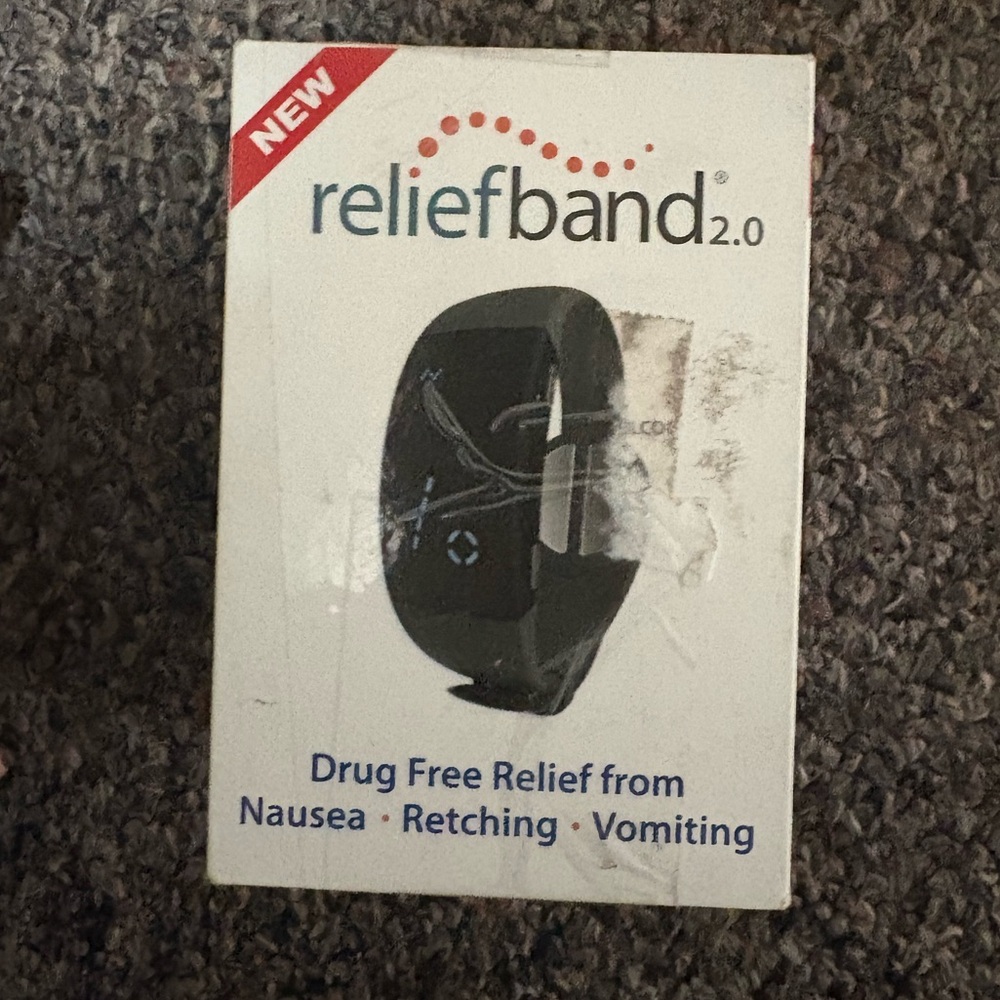 NEW
reliefband® 2.0
Drug Free Relief from
Nausea • Retching • Vomiting